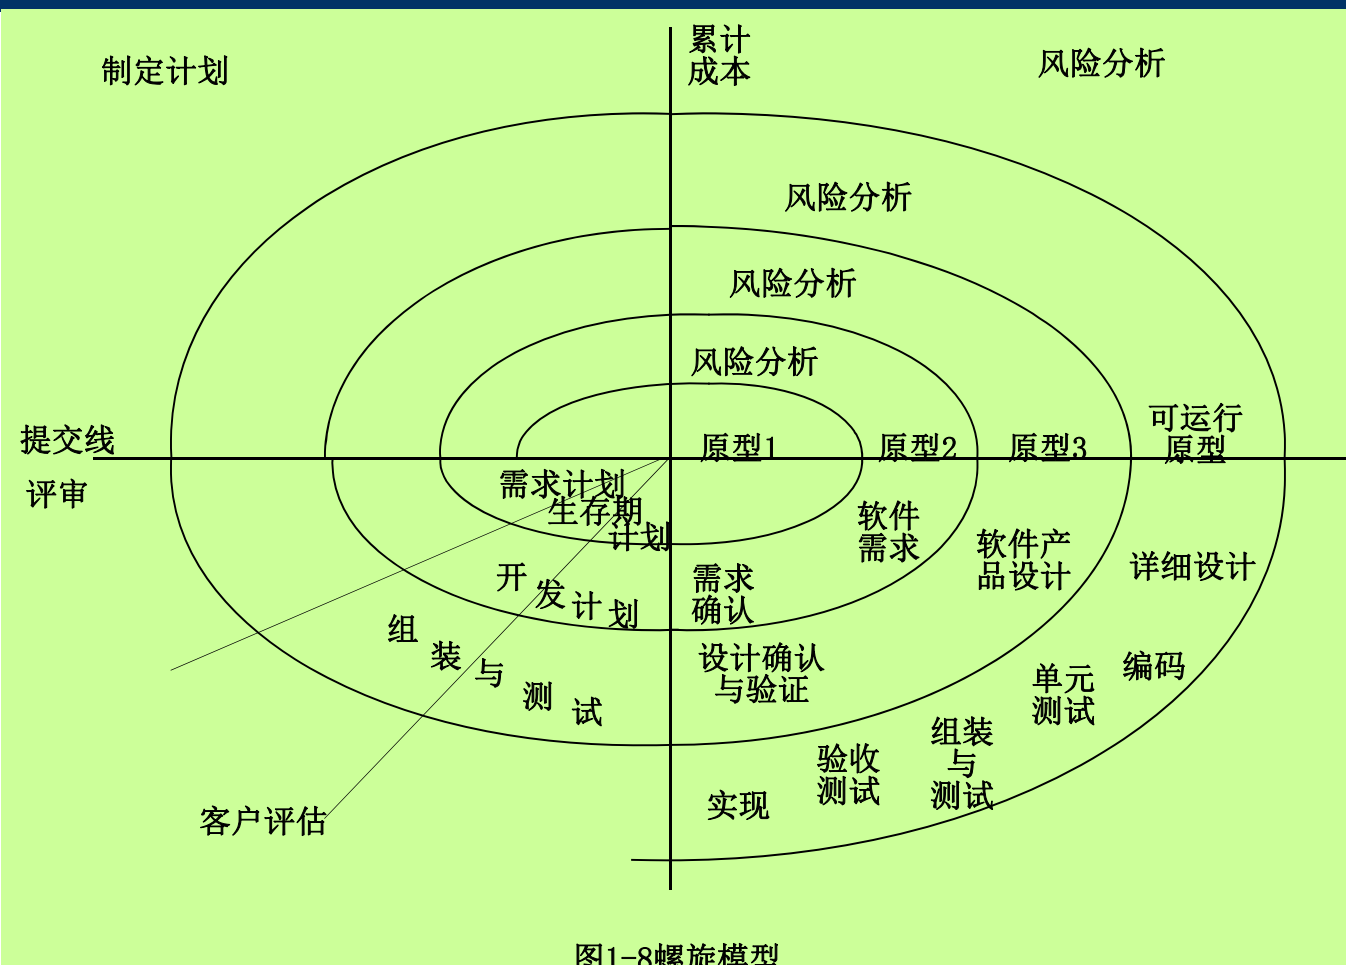 累计
成本
制定计划
风险分析
风险分析
风险分析
风险分析
提交线
评审
原型1
原型2
原型3
可运行
原型
需求计划
生存期
计划
软件
需求
软件产
品设计
详细设计
开发计划
需求
确认
组装与测试
设计确认
与验证
单元
测试
编码
组装
与
测试
验收
测试
实现
客户评估
图1-8螺旋模型